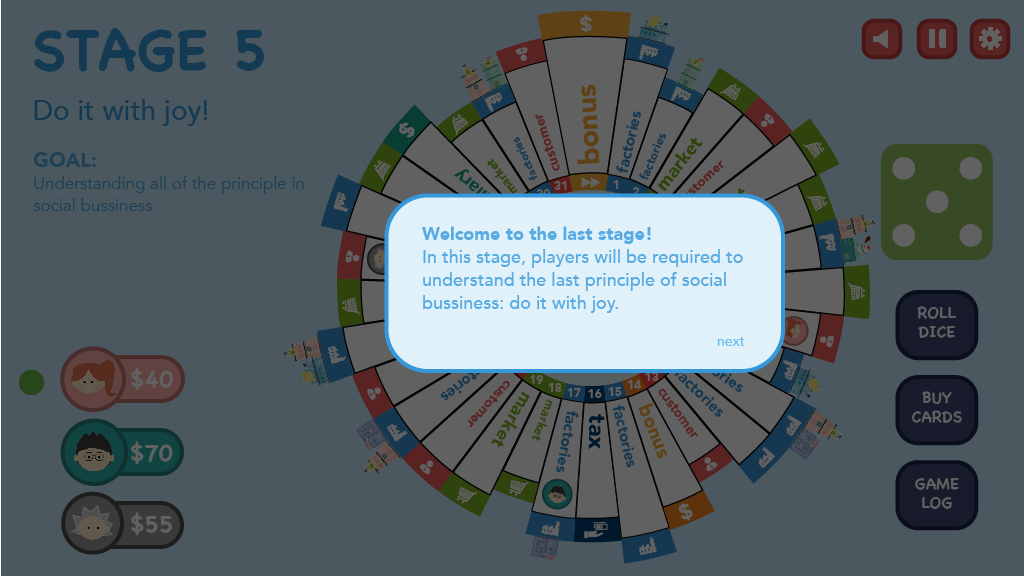 STAGE 5
Do it with joy!
GOAL:
Understanding all of the principle in
social bussiness
$40
$70
$55
Welcome to the last stage!
In this stage, players will be required to
understand the last principle of social
bussiness: do it with joy.
next
ROLL
DICE
BUY
CARDS
GAME
LOG
$
bonus
customer
factories
market
factories
factories
market
31
1
2
19
18
17
16
15
14
13
factories
customer
market
market
factories
tax
factories
bonus
customer
factories
$
$